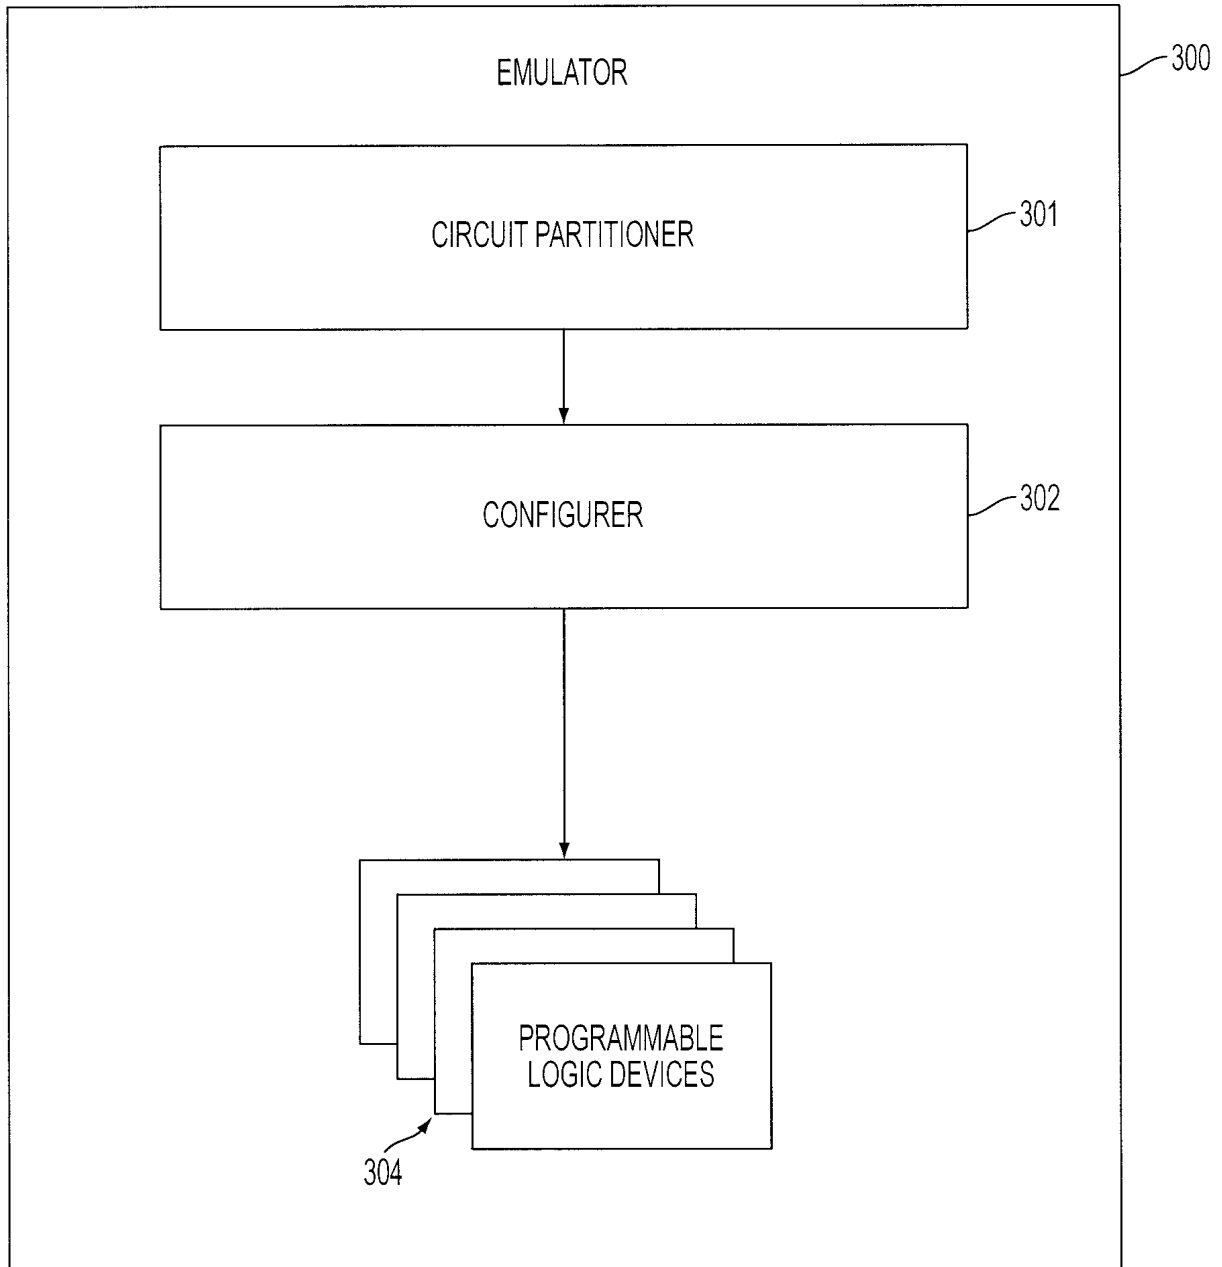 EMULATOR
300
CIRCUIT PARTITIONER
301
CONFIGURER
302
PROGRAMMABLE
LOGIC DEVICES
304